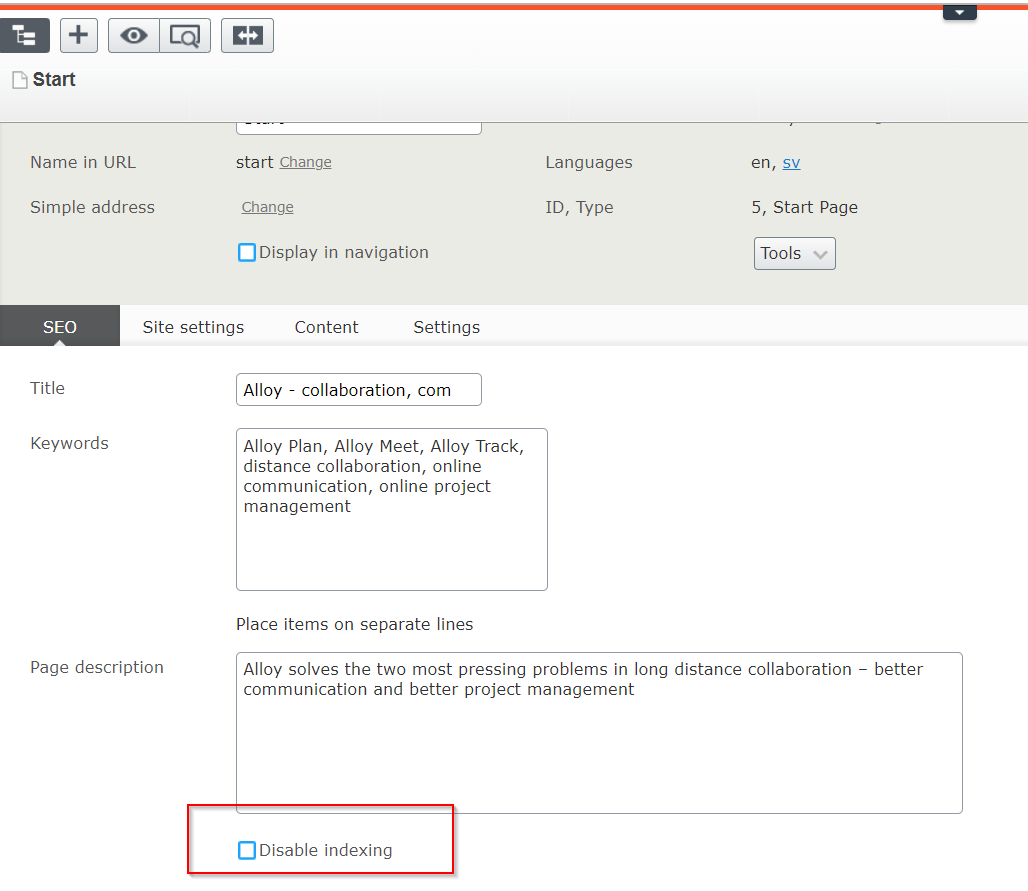 Start
Name in URL start Change Languages en, sv
Simple address Change ID, Type 5, Start Page
Display in navigation Tools
SEO Site settings Content Settings
Title Alloy - collaboration, com
Keywords Alloy Plan, Alloy Meet, Alloy Track,
distance collaboration, online
communication, online project
management
Place items on separate lines
Page description Alloy solves the two most pressing problems in long distance collaboration – better
communication and better project management
Disable indexing